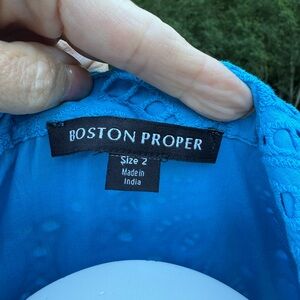 BOSTON PROPER
Size 2
Made in
India